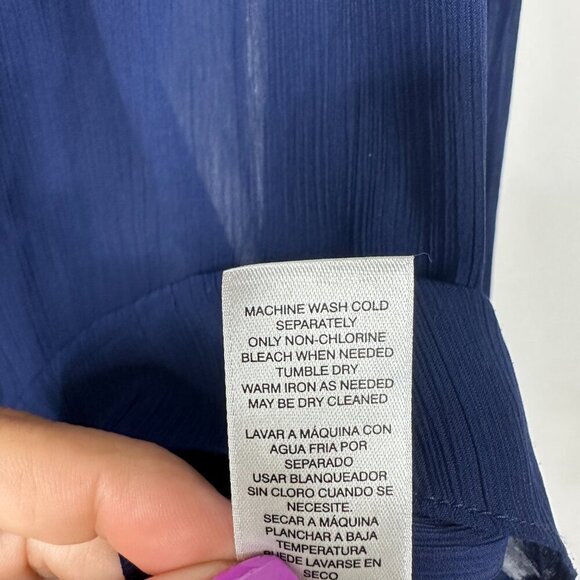 MACHINE WASH COLD
SEPARATELY
ONLY NON-CHLORINE
BLEACH WHEN NEEDED
TUMBLE DRY
WARM IRON AS NEEDED
MAY BE DRY CLEANED
LAVAR A MÁQUINA CON
AGUA FRIA POR
SEPARADO
USAR BLANQUEADOR
SIN CLORO CUANDO SE
NECESITE.
SECAR A MÁQUINA
PLANCHAR A BAJA
TEMPERATURA
PUEDE LAVARSE EN
SECO